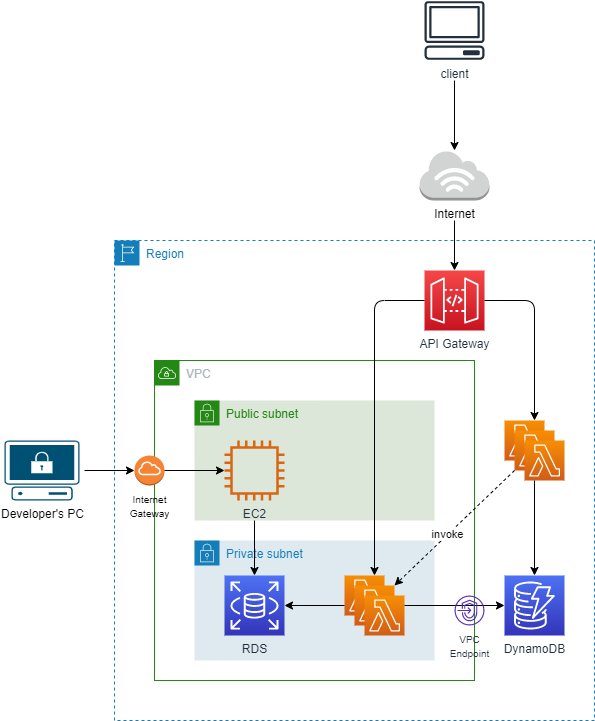 client
Internet
Region
API Gateway
VPC
Public subnet
Developer's PC
Internet
Gateway
EC2
invoke
Private subnet
RDS
VPC
Endpoint
DynamoDB